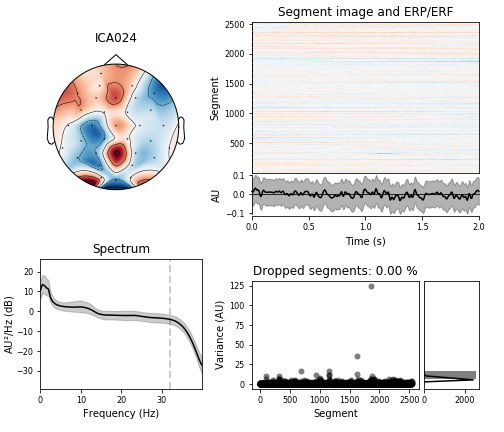 ICA024
Segment image and ERP/ERF
2500
2000
1500
1000
500
Segment
0.1
0.0
−0.1
AU
0.0 0.5 1.0 1.5 2.0
Time (s)
Spectrum
20
10
0
−10
−20
−30
AU²/Hz (dB)
0 10 20 30
Frequency (Hz)
Dropped segments: 0.00 %
125
100
75
50
25
0
Variance (AU)
0 500 1000 1500 2000 2500
Segment
0 2000